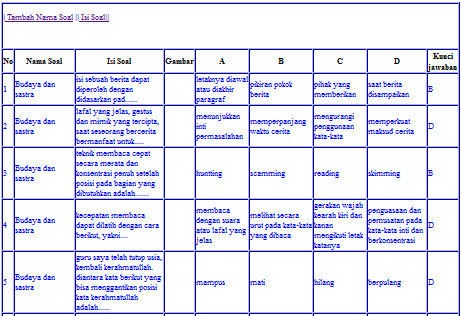 | Tambah Nama Soal || Isi Soal||
No Nama Soal Isi Soal Gambar A B C D Kunci jawaban
1 Budaya dan sastra isi sebuah berita dapat diperoleh dengan didasarkan pad...... letaknya diawal atau diakhir paragraf pikiran pokok berita pihak yang memberikan saat berita disampaikan B
2 Budaya dan sastra lafal yang jelas, gestus dan mimik yang tercipta, saat seseorang bercerita bermanfaat untuk..... menunjukkan inti permasalahan memperpanjang waktu cerita mengurangi penggunaan kata-kata memperkuat maksud cerita D
3 Budaya dan sastra teknik membaca cepat secara merata dan konsentrasi penuh setelah posisi pada bagian yang dibutuhkan adalah....... hunting scamming reading skimming B
4 Budaya dan sastra kecepatan membaca dapat dilatih dengan cara berikut, yakni.... membaca dengan suara atau lafal yang jelas melihat secara urut pada kata-kata yang dibaca gerakan wajah kearah kiri dan kanan mengikuti letak katanya penguasaan dan pemusatan pada kata-kata inti dan berkonsentrasi D
5 Budaya dan sastra guru saya telah tutup usia, kembali kerahmatullah. diantara kata berikut yang bisa menggantikan posisi kata kerahmatullah adalah...... mampus mati hilang berpulang D